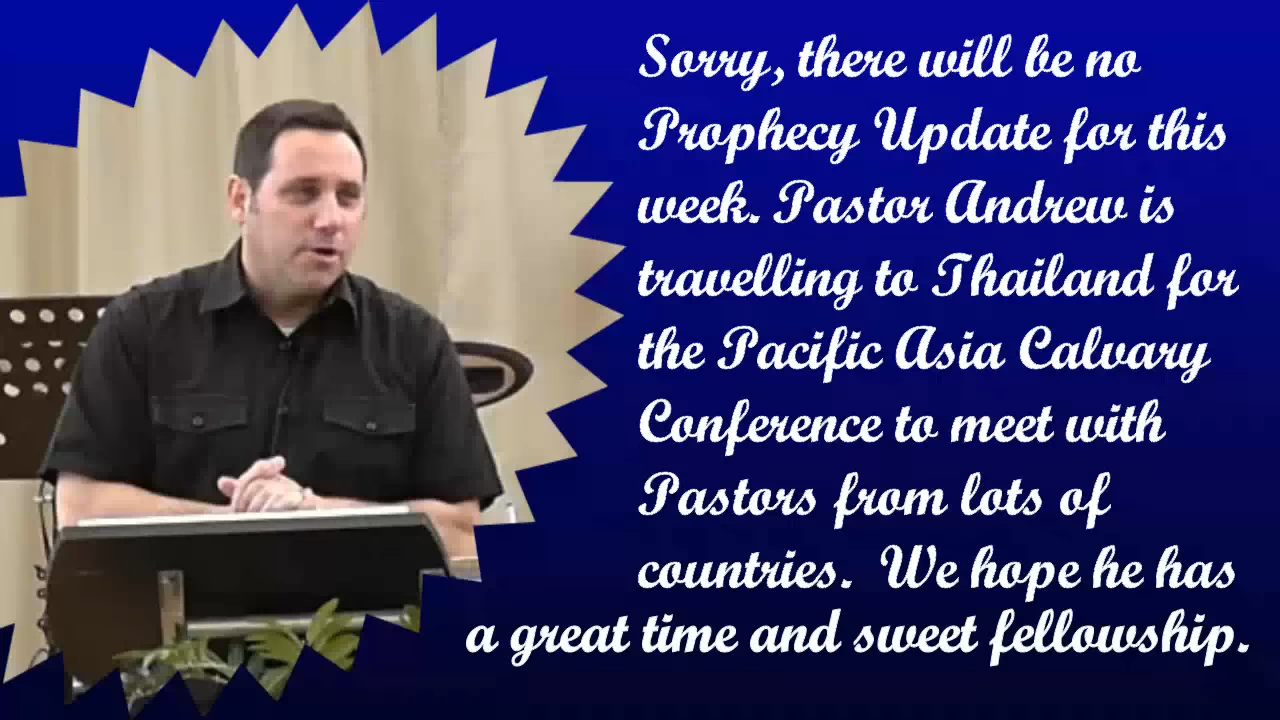 Sorry, there will be no
Prophecy Update for this
week. Pastor Andrew is
travelling to Thailand for
the Pacific Asia Calvary
Conference to meet with
Pastors from lots of
countries.  We hope he has
a great time and sweet fellowship.